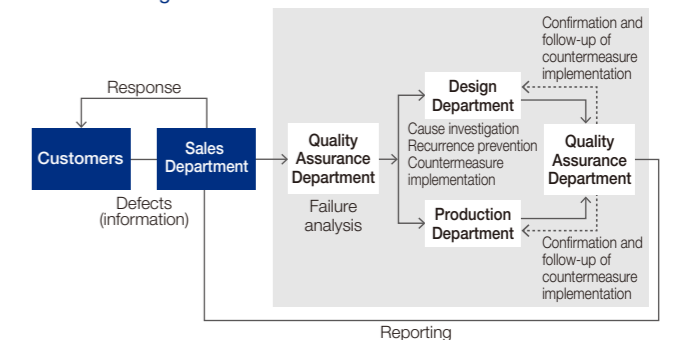 Response
Customers
Sales
Department
Defects
(information)
Quality
Assurance
Department
Failure
analysis
Design
Department
Cause investigation
Recurrence prevention
Countermeasure
implementation
Production
Department
Confirmation and
follow-up of
countermeasure
implementation
Quality
Assurance
Department
Confirmation and
follow-up of
countermeasure
implementation
Reporting